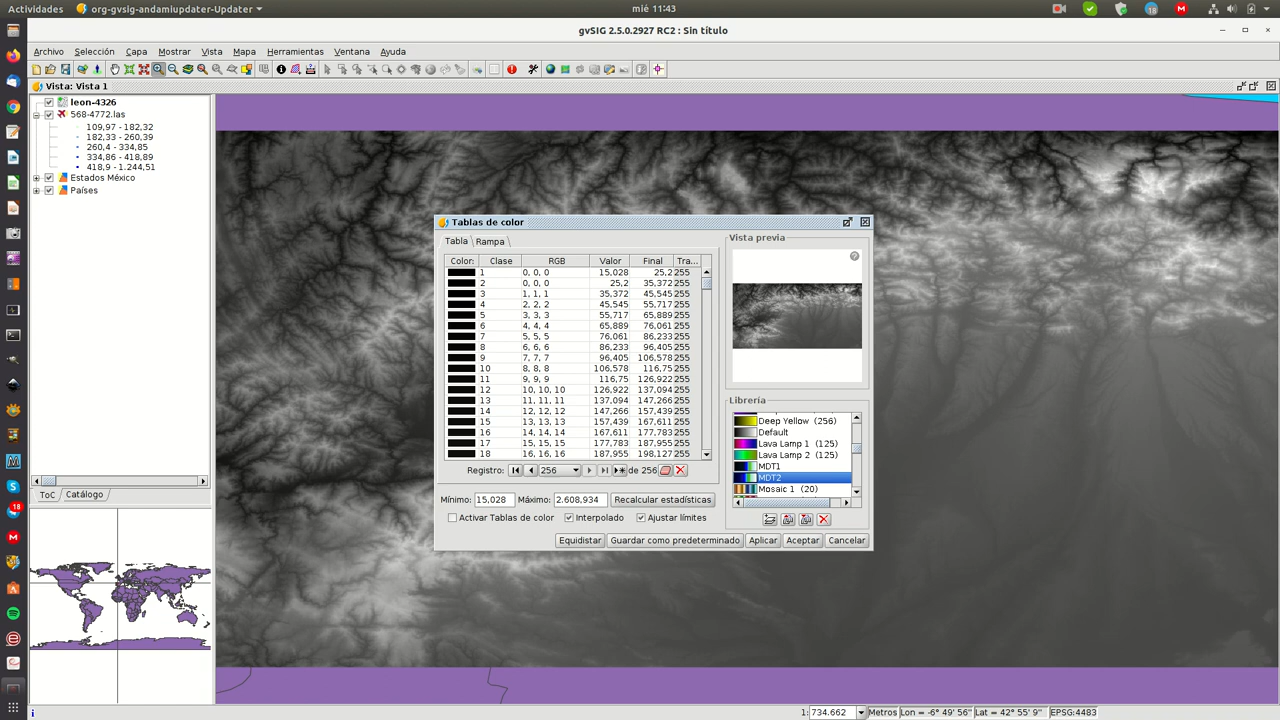 Actividades org-gvsig-andamiupdater-Updater mié 11:43 18
gvSIG 2.5.0.2927 RC2 : Sin titulo
Archivo Selección Capa Mostrar Vista Mapa Herramientas Ventana Ayuda
Vista: Vista 1
leon-4326
568-4772.las
109,97 - 182,32
182,33 - 260,39
260,4 - 334,85
334,86 - 418,89
418,9 - 1.244,51
Estados México
Países
ToC Catálogo
18
Tablas de color
Tabla Rampa
Color: Clase RGB Valor Final Tra...
1 0, 0, 0 15,028 25,2 255
2 0, 0, 0 25,2 35,372 255
3 1, 1, 1 35,372 45,545 255
4 2, 2, 2 45,545 55,717 255
5 3, 3, 3 55,717 65,889 255
6 4, 4, 4 65,889 76,061 255
7 5, 5, 5 76,061 86,233 255
8 6, 6, 6 86,233 96,405 255
9 7, 7, 7 96,405 106,578 255
10 8, 8, 8 106,578 116,75 255
11 9, 9, 9 116,75 126,922 255
12 10, 10, 10 126,922 137,094 255
13 11, 11, 11 137,094 147,266 255
14 12, 12, 12 147,266 157,439 255
15 13, 13, 13 157,439 167,611 255
16 14, 14, 14 167,611 177,783 255
17 15, 15, 15 177,783 187,955 255
18 16, 16, 16 187,955 198,127 255
Registro: 256 de 256
Mínimo: 15,028 Máximo: 2.608,934 Recalcular estadísticas
Activar Tablas de color Interpolado Ajustar límites
Vista previa
?
Librería
Deep Yellow (256)
Default
Lava Lamp 1 (125)
Lava Lamp 2 (125)
MDT1
MDT2
Mosaic 1 (20)
Equidistar Guardar como predeterminado Aplicar Aceptar Cancelar
1: 734.662 Metros Lon = -6° 49' 56" Lat = 42° 55' 9" EPSG:4483